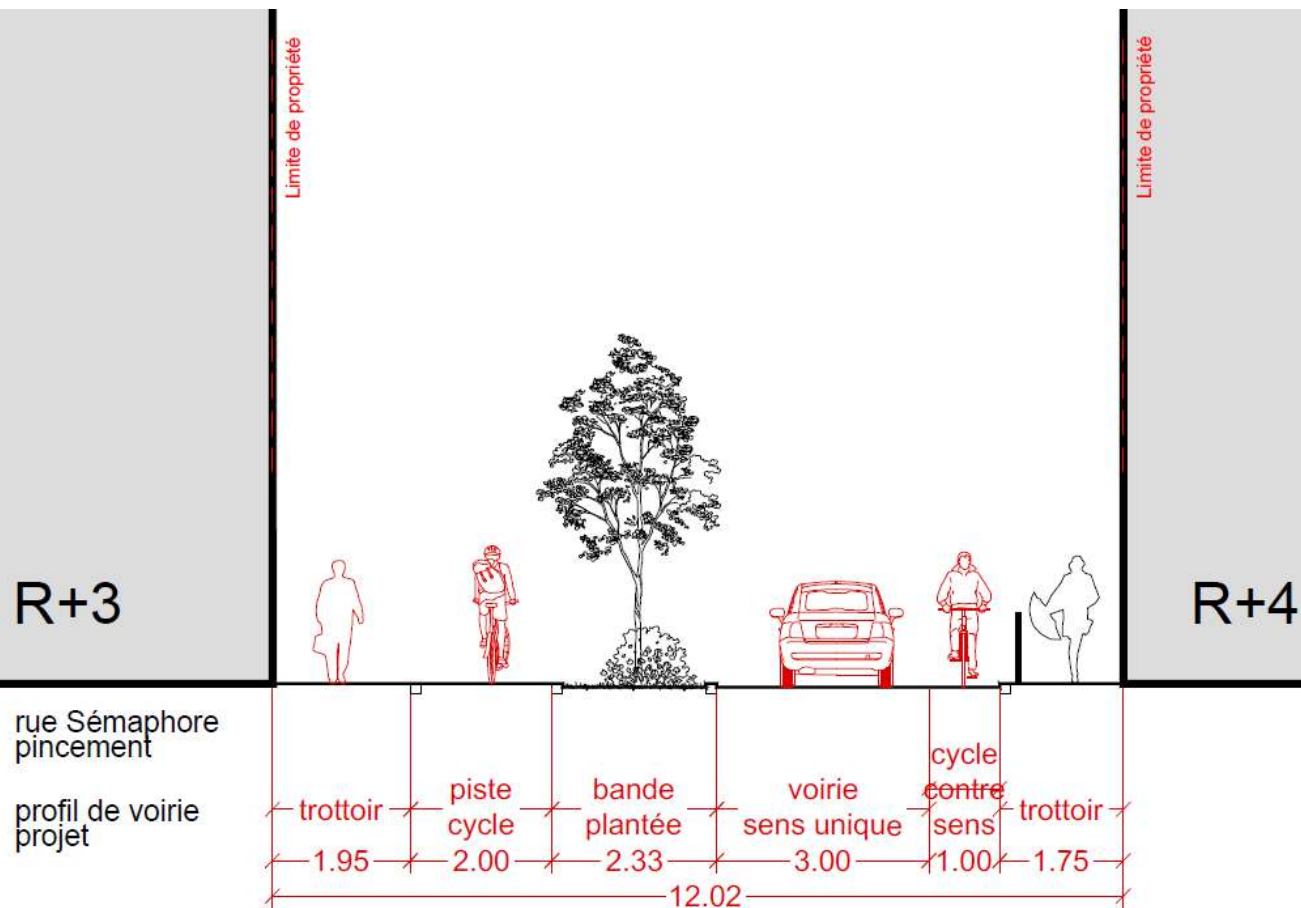 Limite de propriété
Limite de propriété
R+3
R+4
rue Sémaphore
pincement
profil de voirie
projet
trottoir
1.95
piste
cycle
2.00
bande
plantée
2.33
voirie
sens unique
3.00
cycle
contre
sens
1.00
trottoir
1.75
12.02